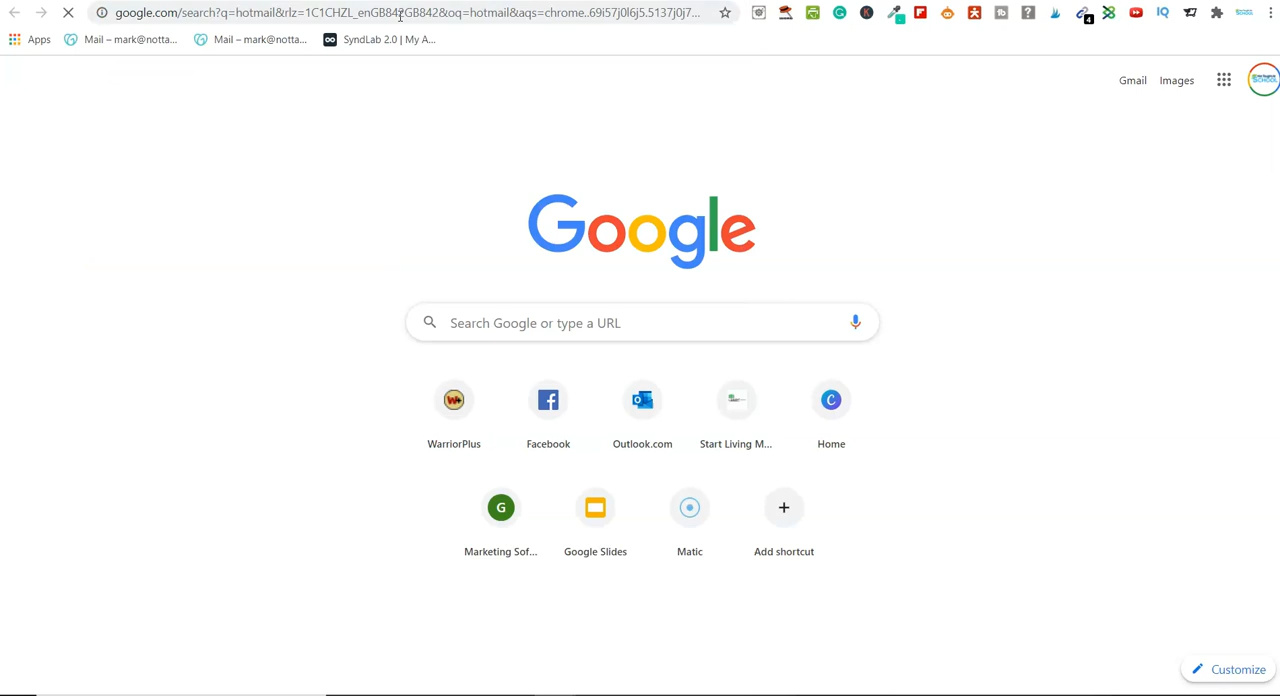 google.com/search?q=hotmail&rlz=1C1CHZL_enGB842GB842&oq=hotmail&aqs=chrome..69i57j0l6j5.5137j0j7...
Apps
Mail – mark@notta...
Mail – mark@notta...
SyndLab 2.0 | My A...
Gmail
Images
Google
Search Google or type a URL
WarriorPlus
Facebook
Outlook.com
Start Living M...
Home
G
Marketing Sof...
Google Slides
Matic
Add shortcut
Customize